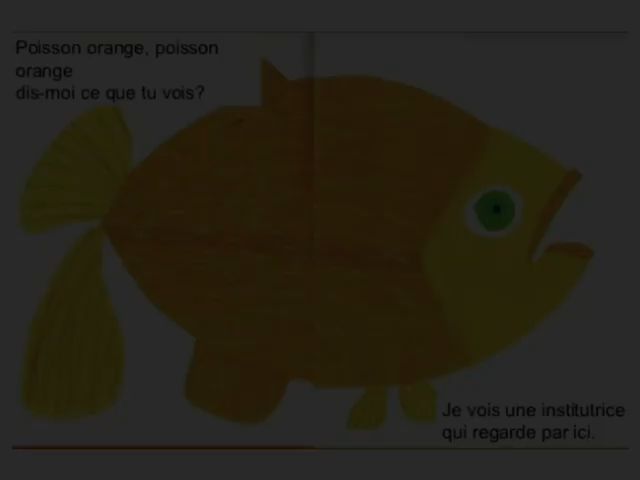 Poisson orange, poisson
orange
dis-moi ce que tu vois?
Je vois une institutrice
qui regarde par ici.